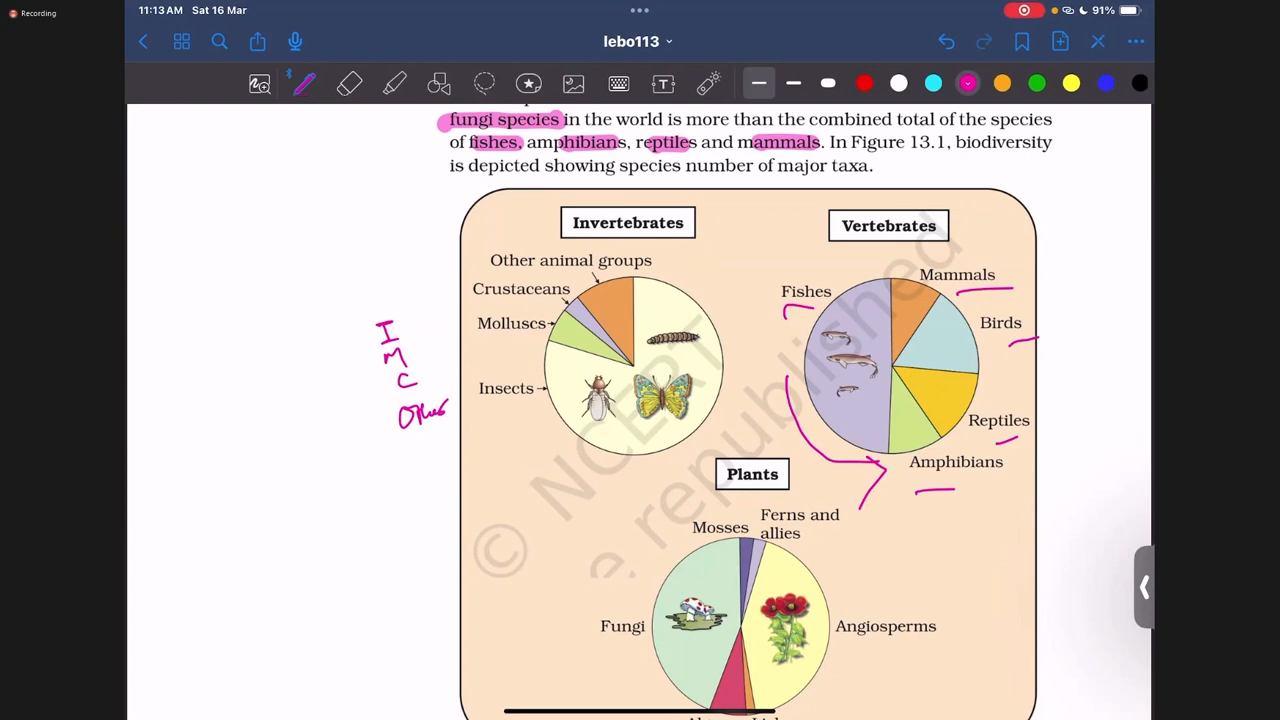 Recording
11:13 AM Sat 16 Mar
91%
lebo113
fungi species in the world is more than the combined total of the species
of fishes, amphibians, reptiles and mammals. In Figure 13.1, biodiversity
is depicted showing species number of major taxa.
Invertebrates
Vertebrates
Other animal groups
Mammals
Crustaceans
Fishes
Molluscs
Birds
I
M
C
Other
Insects
Reptiles
Amphibians
Plants
Mosses
Ferns and
allies
Fungi
Angiosperms
© NCERT
e republished